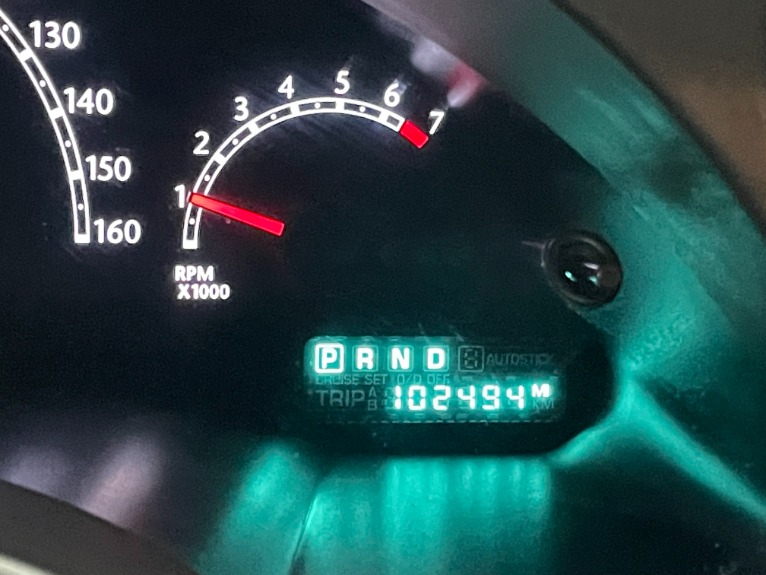 130
140
150
160
1 2 3 4 5 6 7
RPM
X1000
P R N D AUTOSTICK
CRUISE SET O/D OFF
TRIP A B 102494 M KM